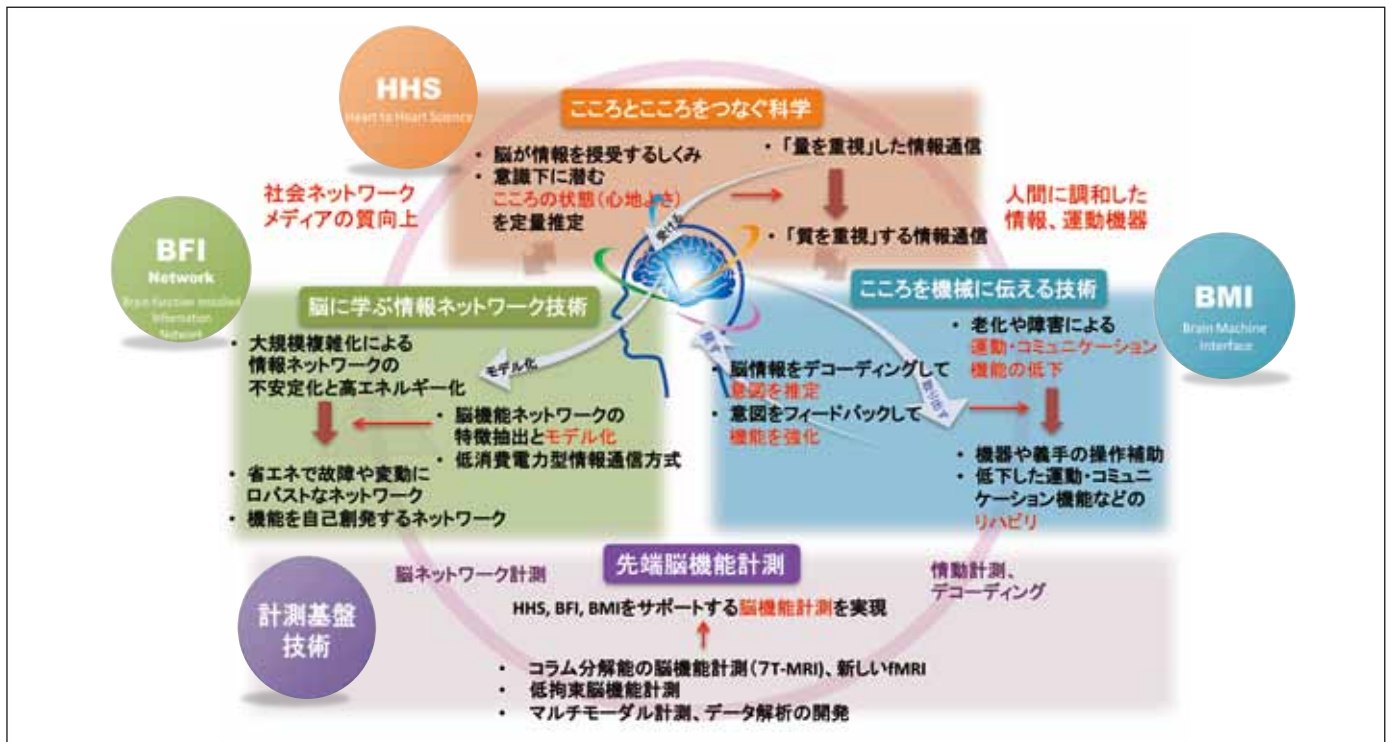 HHS
Heart to Heart Science
こころとこころをつなぐ科学
・ 脳が情報を授受するしくみ
・ 意識下に潜む
こころの状態(心地よさ)
を定量推定
・ 「量を重視」した情報通信
・ 「質を重視」する情報通信
社会ネットワーク
メディアの質向上
人間に調和した
情報、運動機器
受ける
BFI
Network
Brain-function installed
Information
Network
脳に学ぶ情報ネットワーク技術
・ 大規模複雑化による
情報ネットワークの
不安定化と高エネルギー化
モデル化
・ 脳機能ネットワークの
特徴抽出とモデル化
・ 低消費電力型情報通信方式
・ 省エネで故障や変動に
ロバストなネットワーク
・ 機能を自己創発するネットワーク
BMI
Brain Machine
Interface
こころを機械に伝える技術
・ 老化や障害による
運動・コミュニケーション
機能の低下
戻す
・ 脳情報をデコーディングして
意図を推定
・ 意図をフィードバックして
機能を強化
取り出す
・ 機器や義手の操作補助
・ 低下した運動・コミュニ
ケーション機能などの
リハビリ
計測基盤
技術
脳ネットワーク計測
先端脳機能計測
情動計測、
デコーディング
HHS, BFI, BMIをサポートする脳機能計測を実現
・ コラム分解能の脳機能計測(7T-MRI)、新しいfMRI
・ 低拘束脳機能計測
・ マルチモーダル計測、データ解析の開発